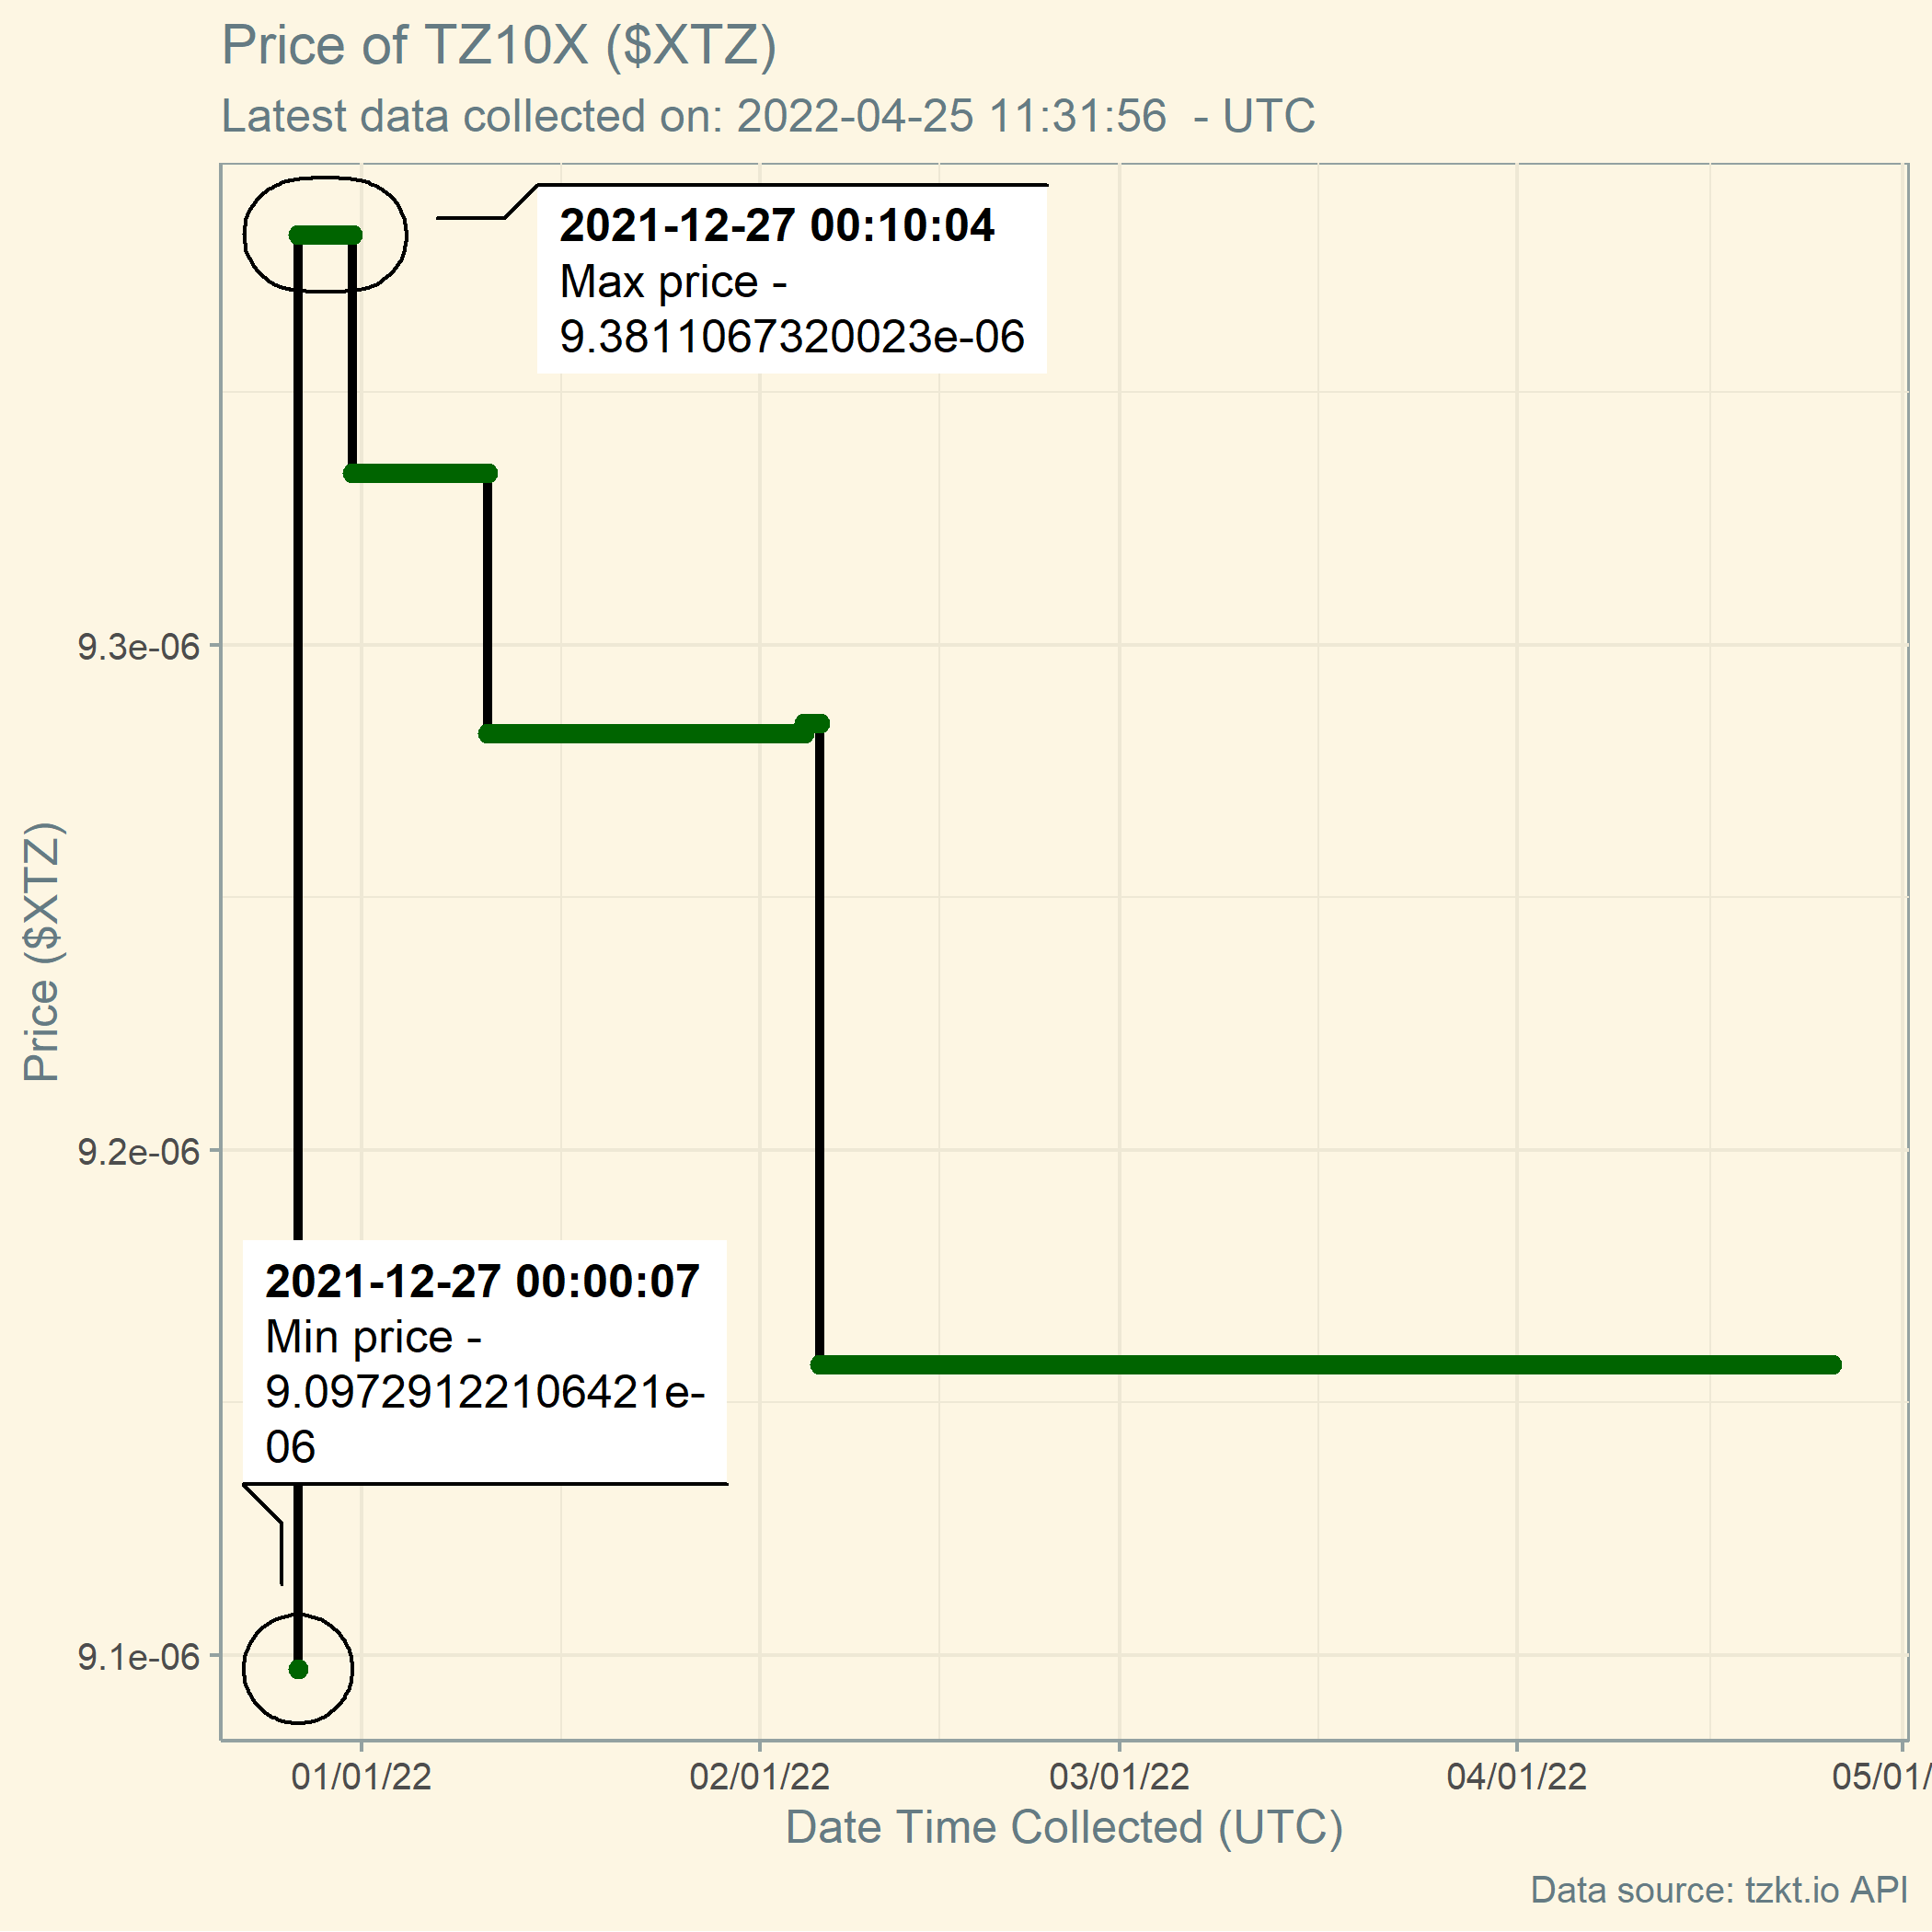 Price of TZ10X ($XTZ)
Latest data collected on: 2022-04-25 11:31:56  - UTC
2021-12-27 00:10:04
Max price -
9.3811067320023e-06
9.3e-06
Price ($XTZ)
9.2e-06
2021-12-27 00:00:07
Min price -
9.09729122106421e-
06
9.1e-06
01/01/22 02/01/22 03/01/22 04/01/22 05/01/
Date Time Collected (UTC)
Data source: tzkt.io API